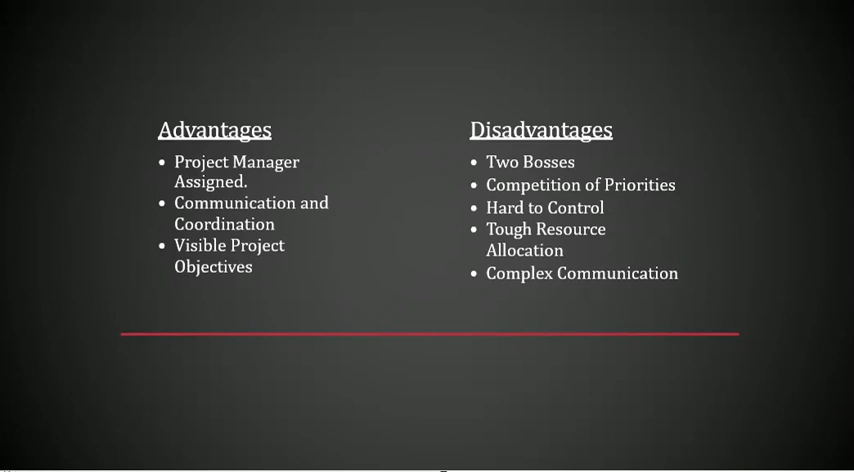 Advantages
• Project Manager
Assigned.
• Communication and
Coordination
• Visible Project
Objectives
Disadvantages
• Two Bosses
• Competition of Priorities
• Hard to Control
• Tough Resource
Allocation
• Complex Communication